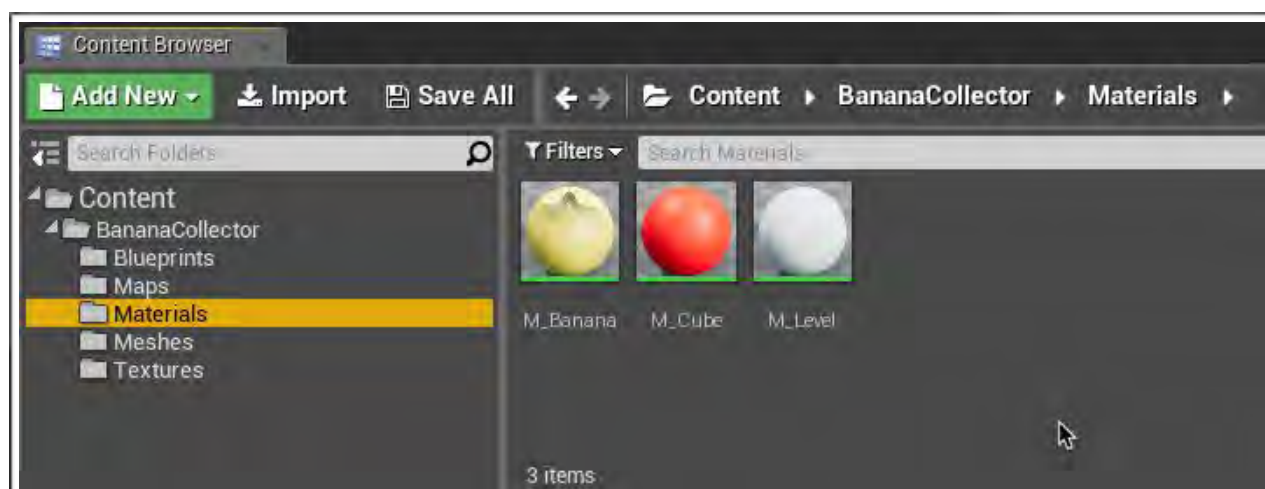 Content Browser
Add New Import Save All Content BananaCollector Materials
Search Folders
Filters Search Materials
Content
BananaCollector
Blueprints
Maps
Materials
Meshes
Textures
M_Banana M_Cube M_Level
3 items